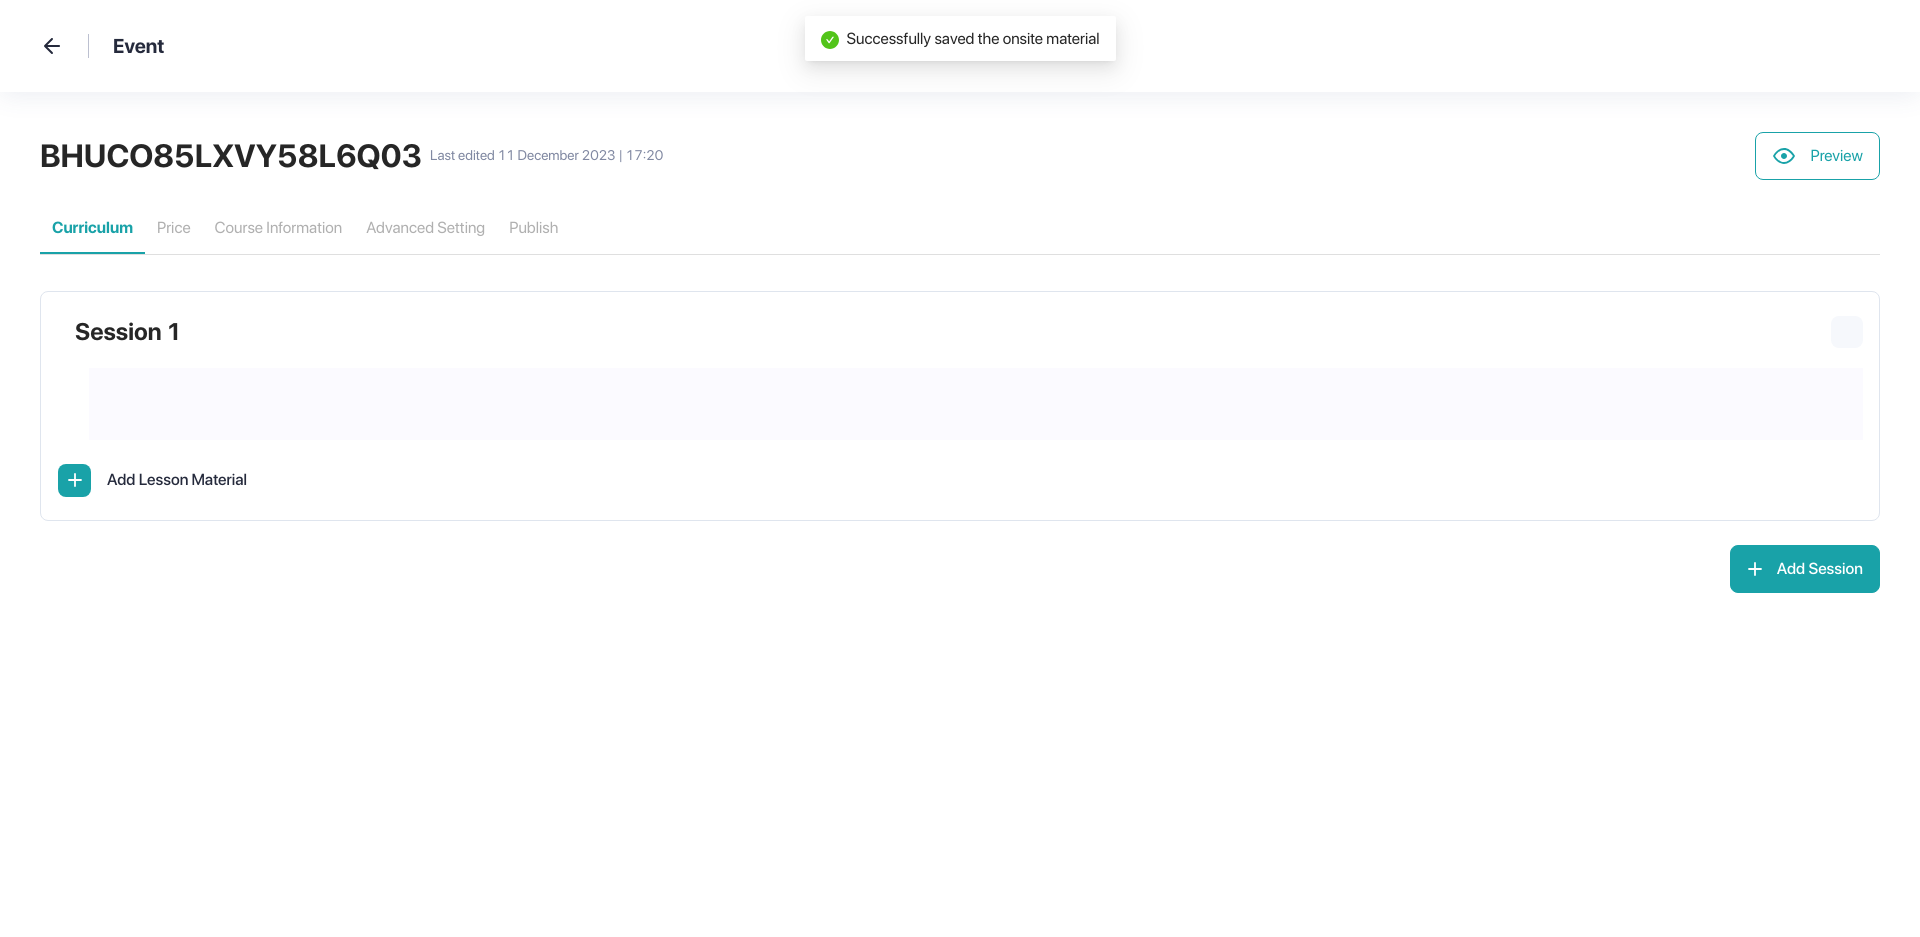 Event
Successfully saved the onsite material
BHUCO85LXVY58L6Q03 Last edited 11 December 2023 | 17:20
Preview
Curriculum Price Course Information Advanced Setting Publish
Session 1
Add Lesson Material
Add Session